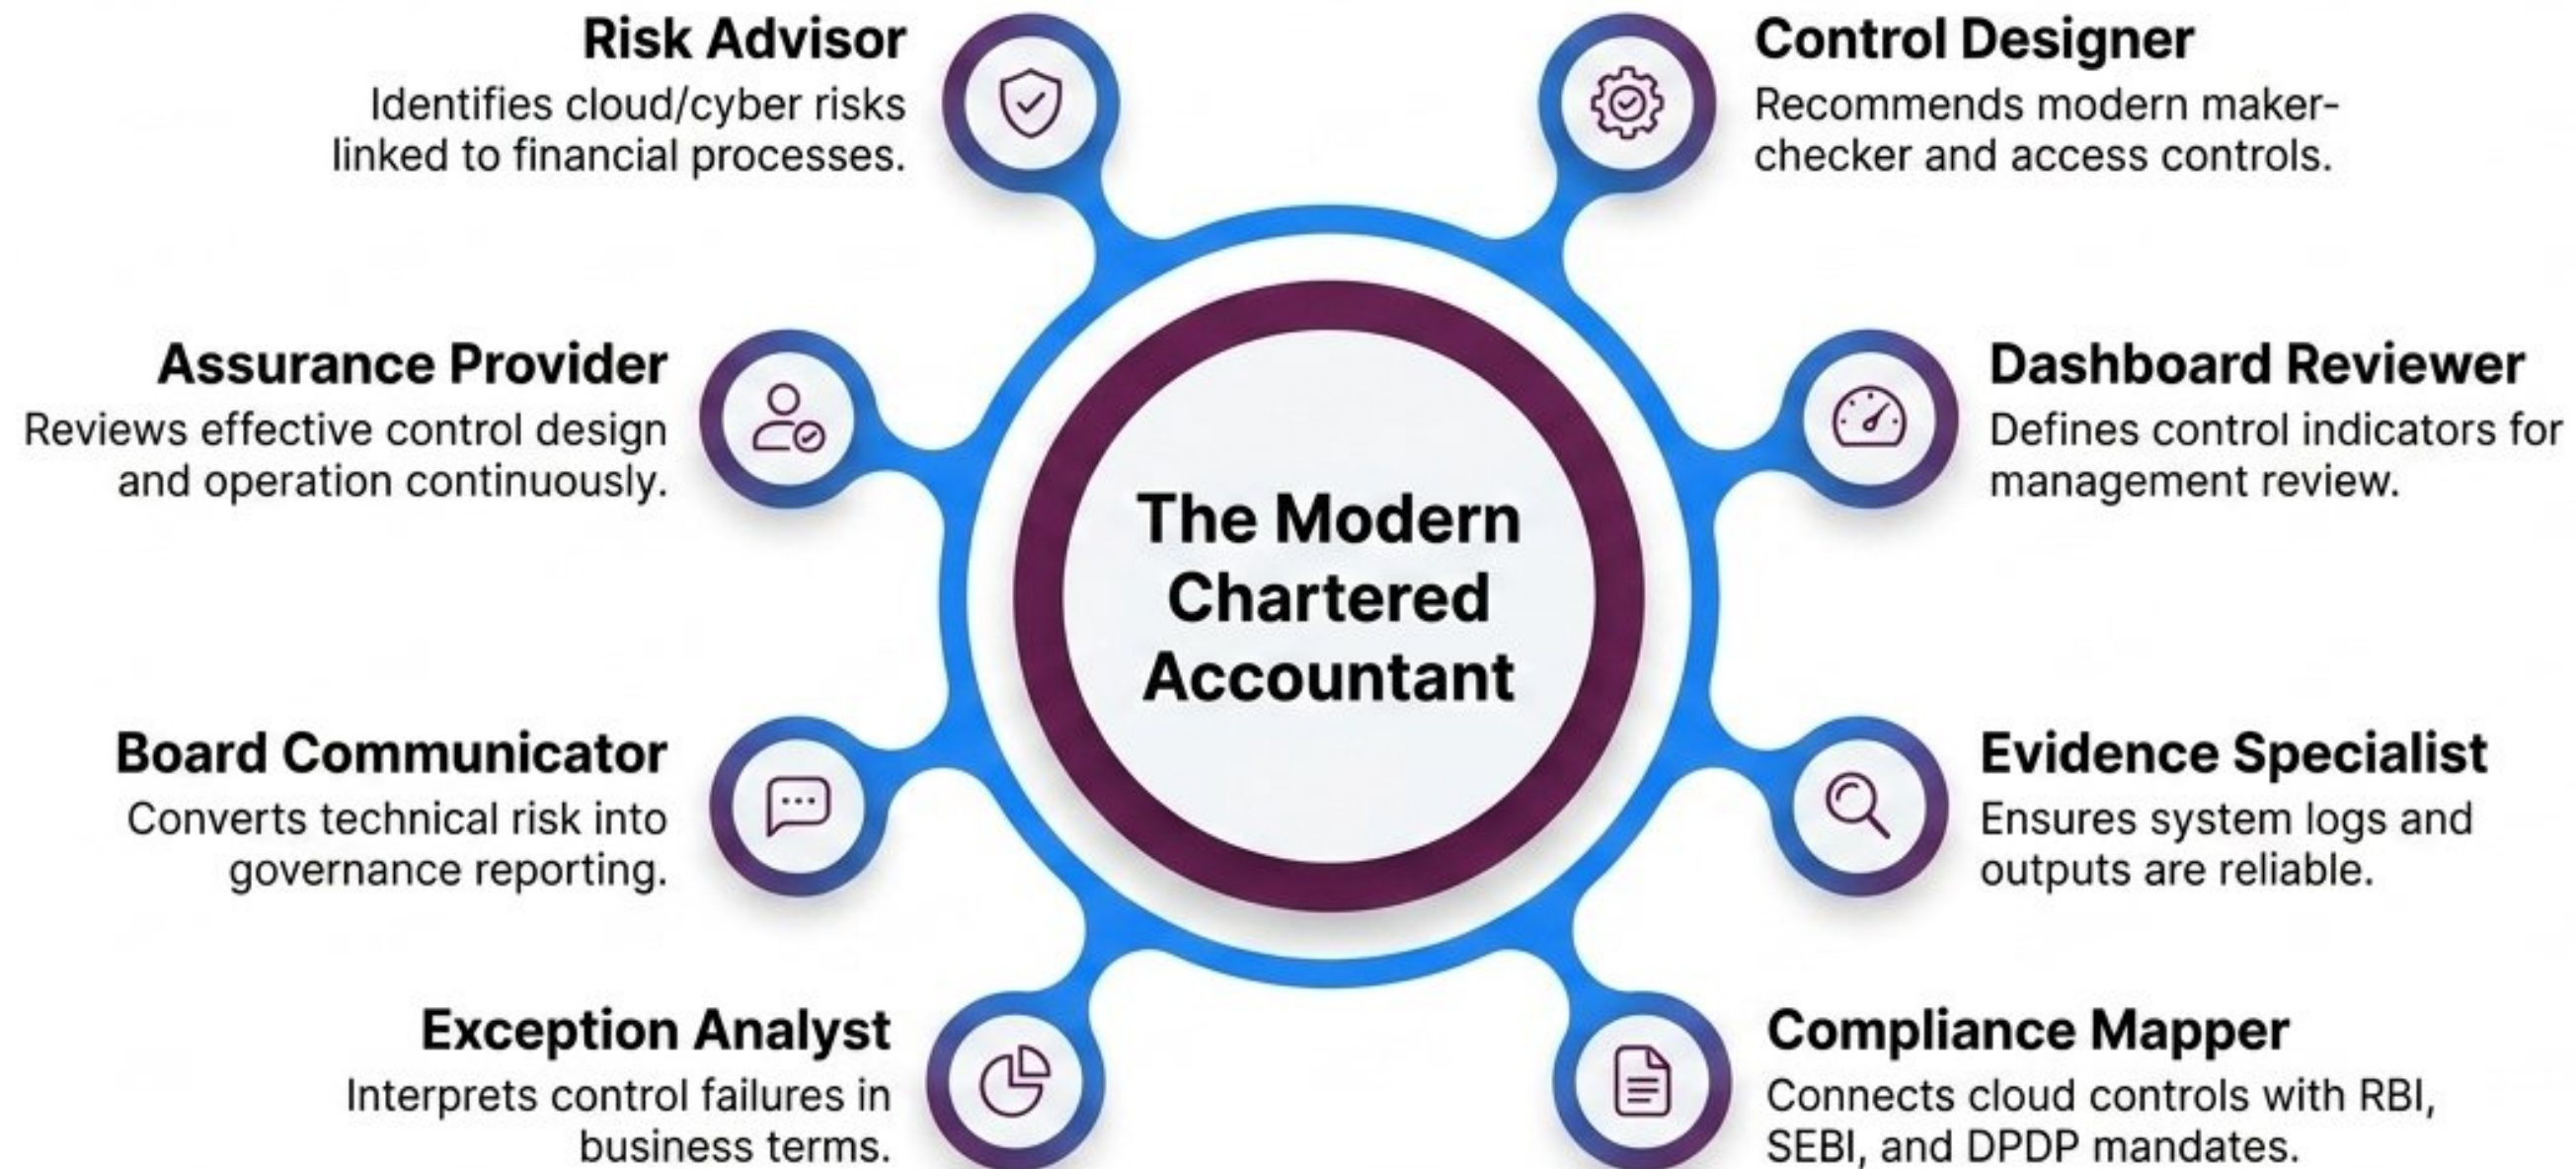 Risk Advisor
Identifies cloud/cyber risks
linked to financial processes.
Control Designer
Recommends modern maker-
checker and access controls.
Assurance Provider
Reviews effective control design
and operation continuously.
Dashboard Reviewer
Defines control indicators for
management review.
The Modern
Chartered
Accountant
Board Communicator
Converts technical risk into
governance reporting.
Evidence Specialist
Ensures system logs and
outputs are reliable.
Exception Analyst
Interprets control failures in
business terms.
Compliance Mapper
Connects cloud controls with RBI,
SEBI, and DPDP mandates.